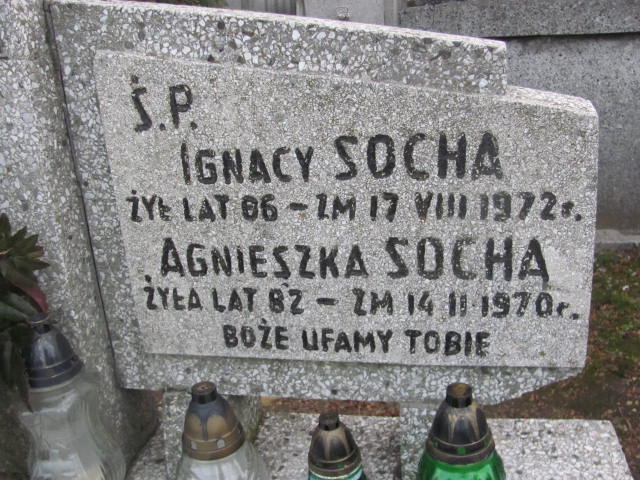 Ś.P.
IGNACY SOCHA
ŻYŁ LAT 86 – ZM 17 VIII 1972 r.
AGNIESZKA SOCHA
ŻYŁA LAT 82 – ZM 14 II 1970 r.
BOŻE UFAMY TOBIE